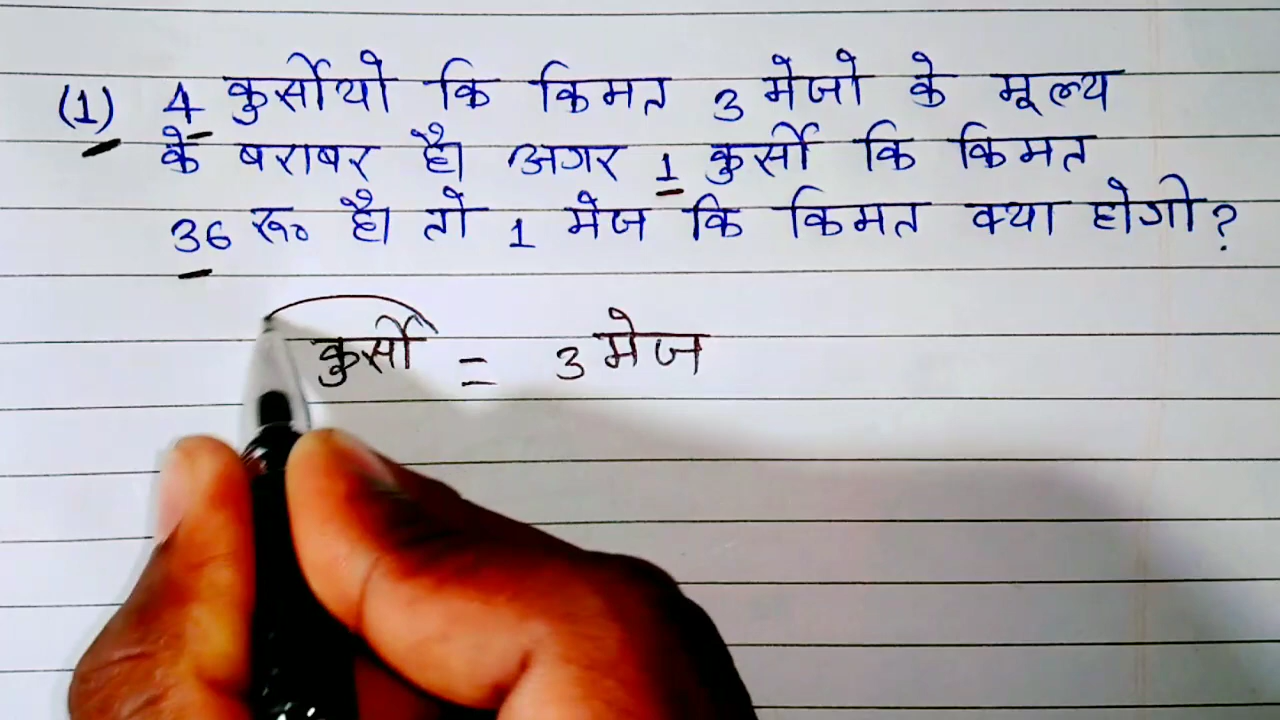 (1) 4 कुर्सीयो कि किमत 3 मेजो के मूल्य
के बराबर है। अगर 1 कुर्सी कि किमत
36 रू० है। तो 1 मेज कि किमत क्या होगी?
कुर्सी = 3 मेज